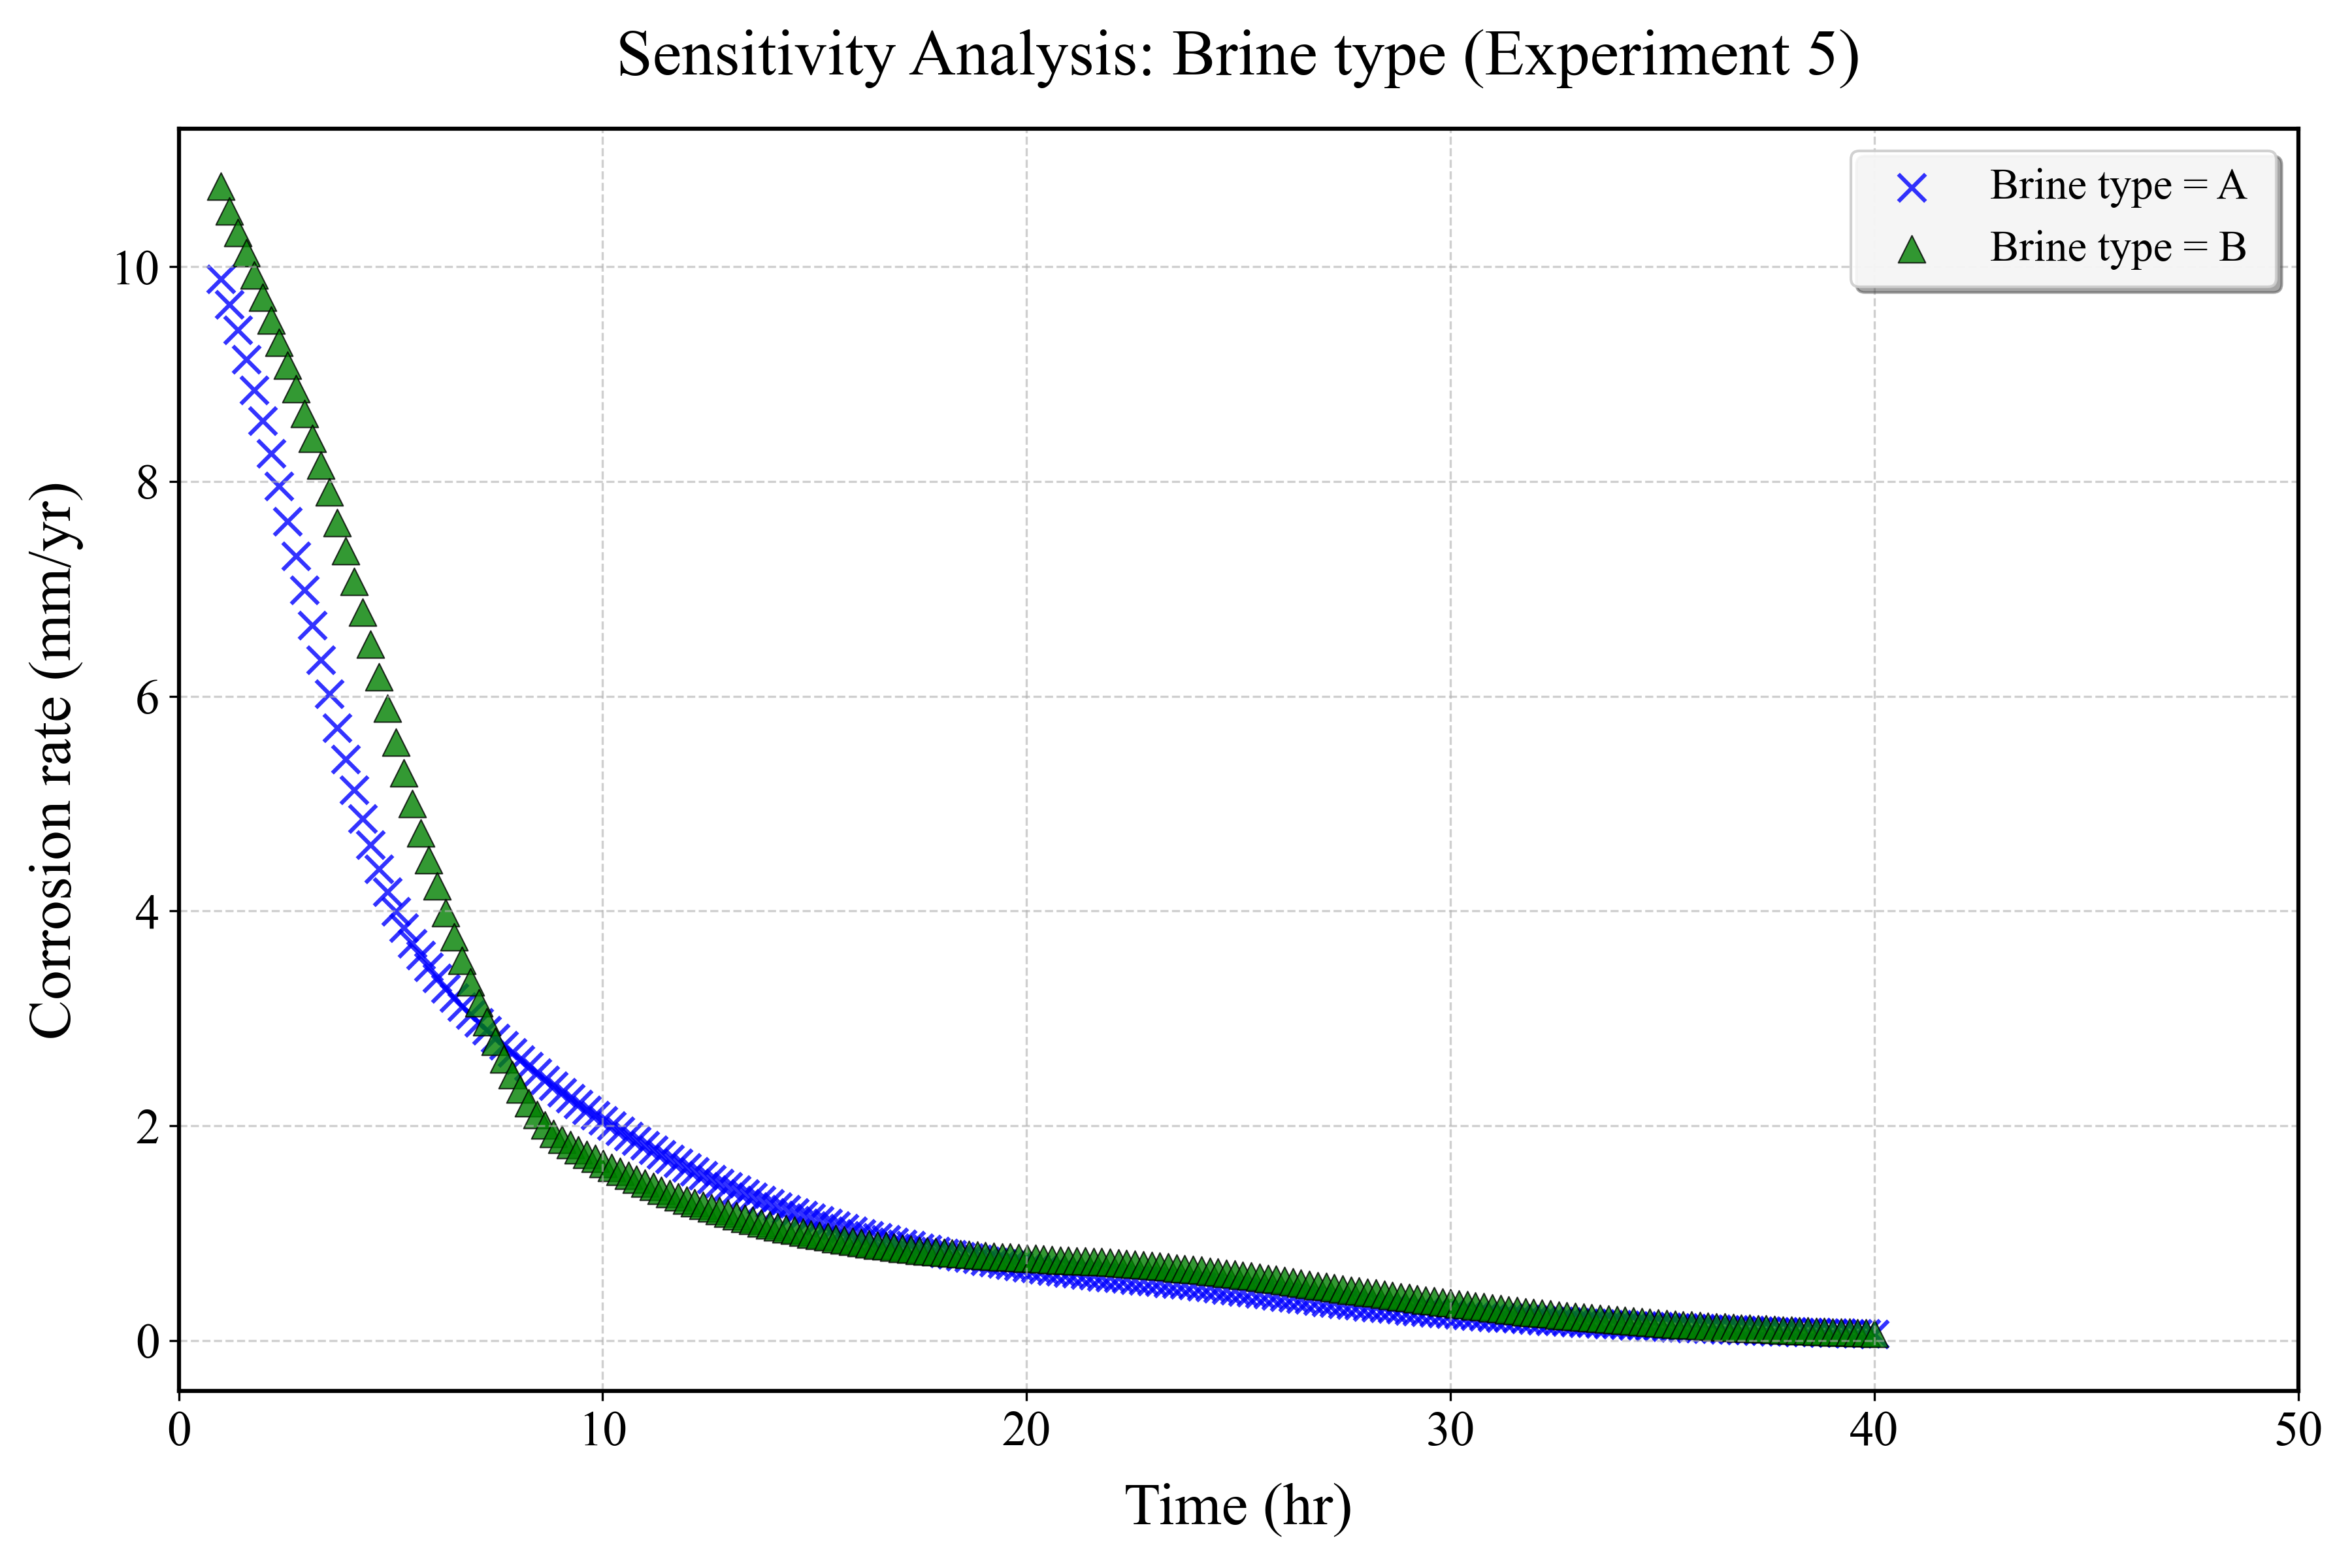 Sensitivity Analysis: Brine type (Experiment 5)
Brine type = A
Brine type = B
Corrosion rate (mm/yr)
10
8
6
4
2
0
0 10 20 30 40 50
Time (hr)